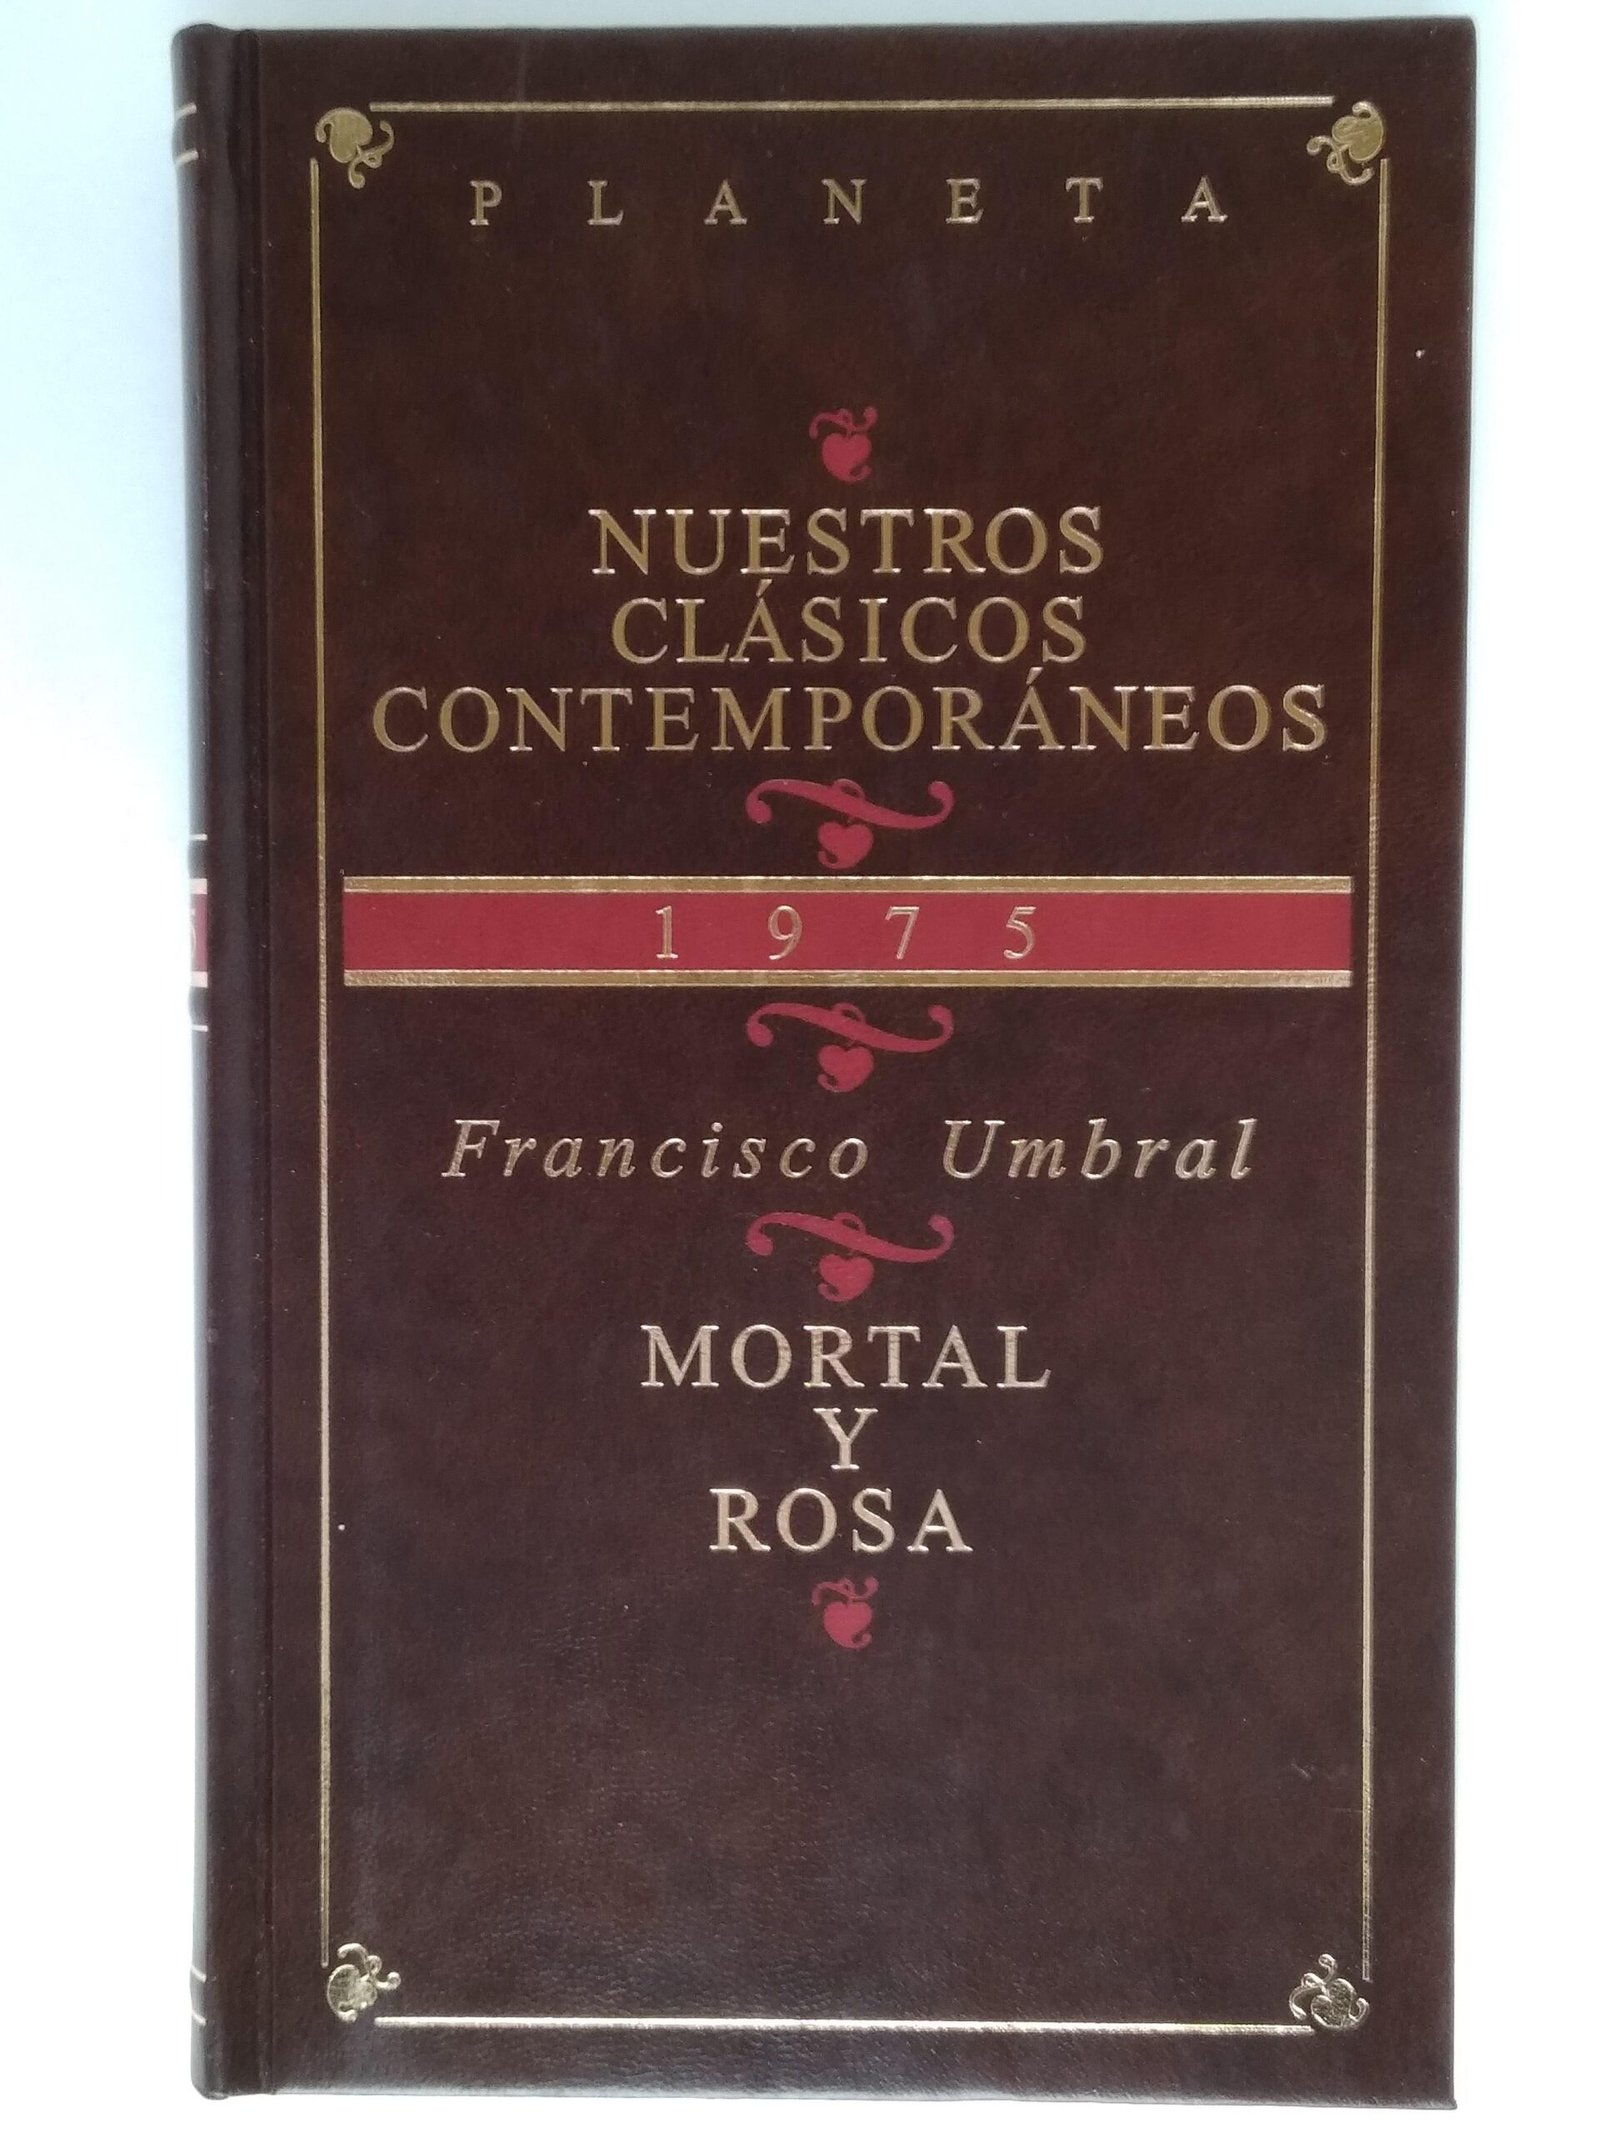 PLANETA
NUESTROS
CLÁSICOS
CONTEMPORÁNEOS
1975
Francisco Umbral
MORTAL
Y
ROSA